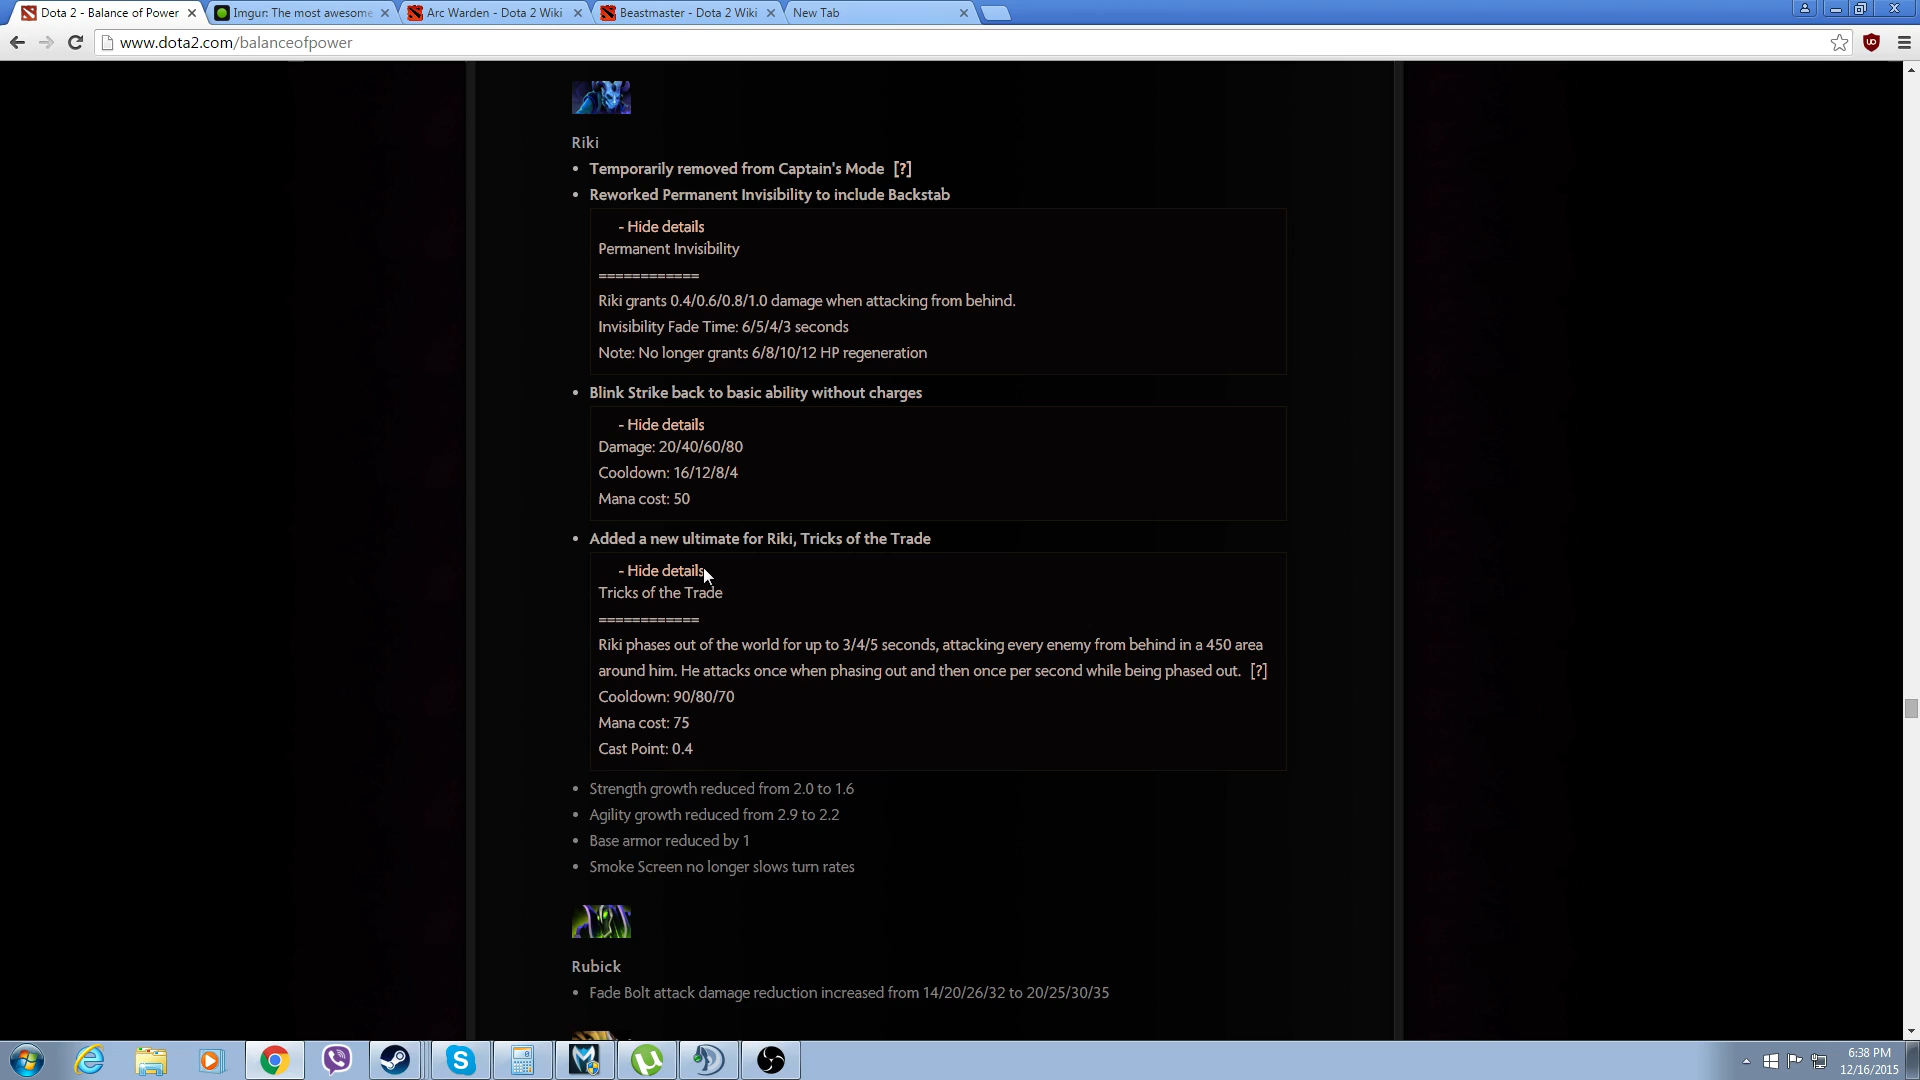 Dota 2 - Balance of Power
Imgur: The most awesome
Arc Warden - Dota 2 Wiki
Beastmaster - Dota 2 Wiki
New Tab
www.dota2.com/balanceofpower
Riki
• Temporarily removed from Captain's Mode [?]
• Reworked Permanent Invisibility to include Backstab
- Hide details
Permanent Invisibility
============
Riki grants 0.4/0.6/0.8/1.0 damage when attacking from behind.
Invisibility Fade Time: 6/5/4/3 seconds
Note: No longer grants 6/8/10/12 HP regeneration
• Blink Strike back to basic ability without charges
- Hide details
Damage: 20/40/60/80
Cooldown: 16/12/8/4
Mana cost: 50
• Added a new ultimate for Riki, Tricks of the Trade
- Hide details
Tricks of the Trade
============
Riki phases out of the world for up to 3/4/5 seconds, attacking every enemy from behind in a 450 area
around him. He attacks once when phasing out and then once per second while being phased out. [?]
Cooldown: 90/80/70
Mana cost: 75
Cast Point: 0.4
• Strength growth reduced from 2.0 to 1.6
• Agility growth reduced from 2.9 to 2.2
• Base armor reduced by 1
• Smoke Screen no longer slows turn rates
Rubick
• Fade Bolt attack damage reduction increased from 14/20/26/32 to 20/25/30/35
6:38 PM
12/16/2015